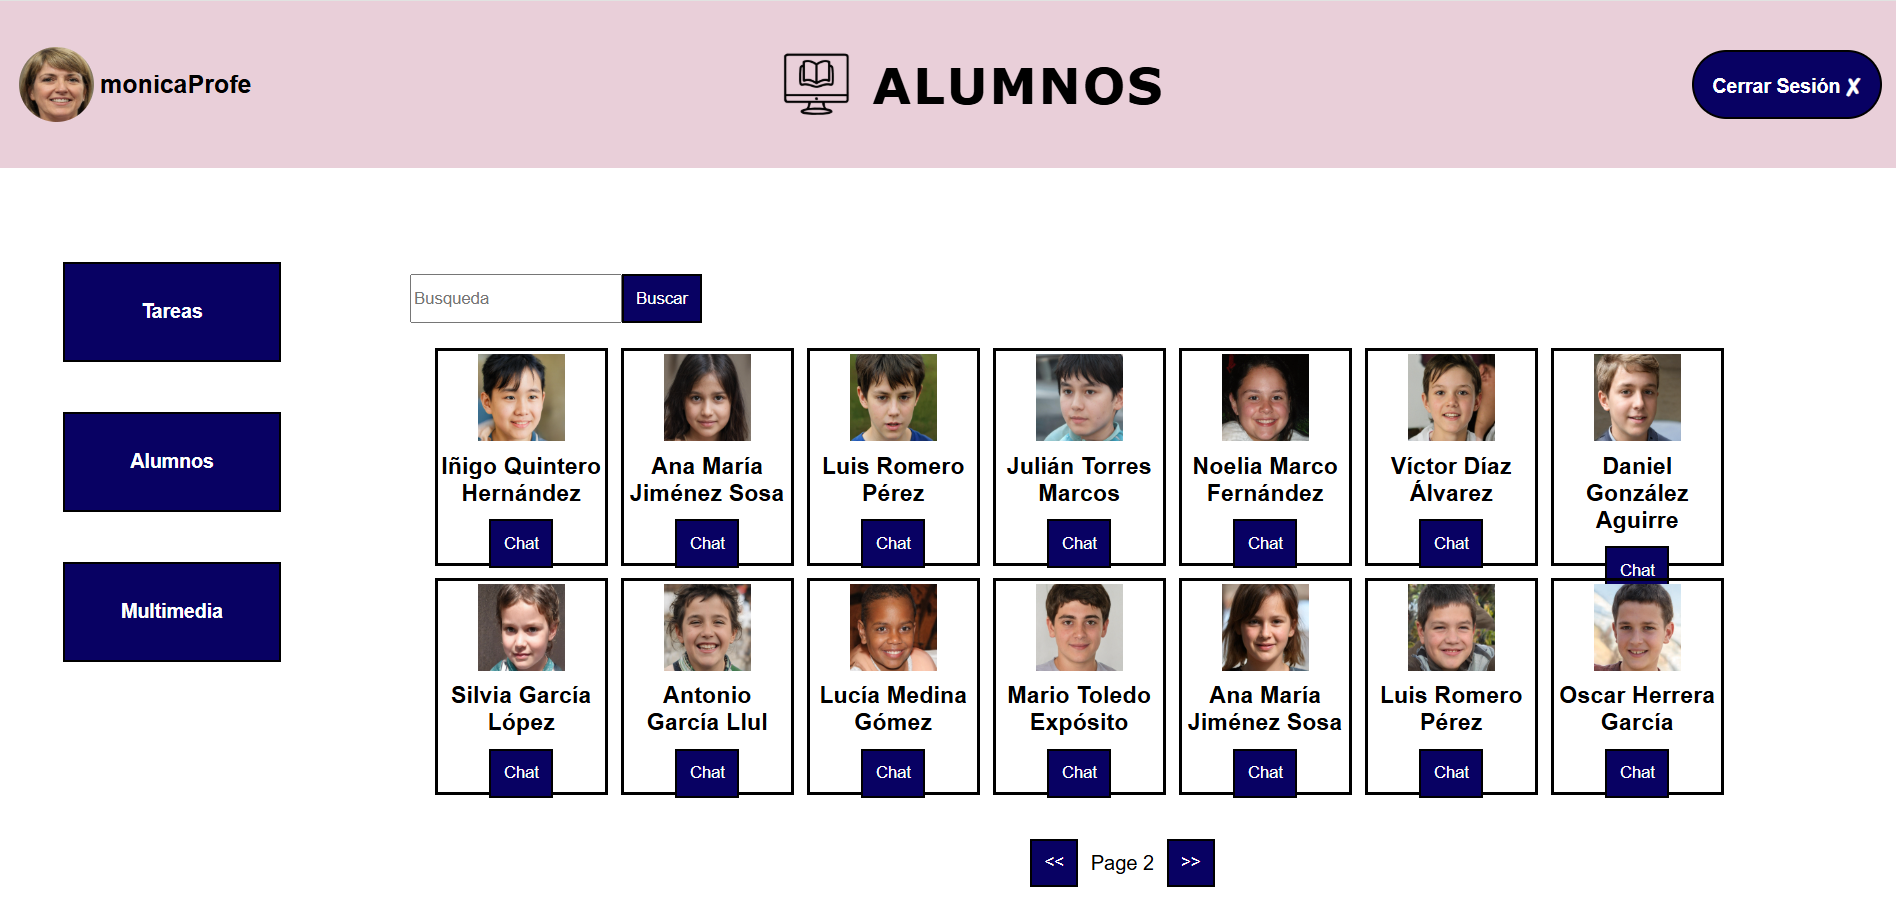 monicaProfe
ALUMNOS
Cerrar Sesión ✗
Tareas
Alumnos
Multimedia
Busqueda
Buscar
Iñigo Quintero
Hernández
Chat
Ana María
Jiménez Sosa
Chat
Luis Romero
Pérez
Chat
Julián Torres
Marcos
Chat
Noelia Marco
Fernández
Chat
Víctor Díaz
Álvarez
Chat
Daniel
González
Aguirre
Chat
Silvia García
López
Chat
Antonio
García Llul
Chat
Lucía Medina
Gómez
Chat
Mario Toledo
Expósito
Chat
Ana María
Jiménez Sosa
Chat
Luis Romero
Pérez
Chat
Oscar Herrera
García
Chat
<<
Page 2
>>